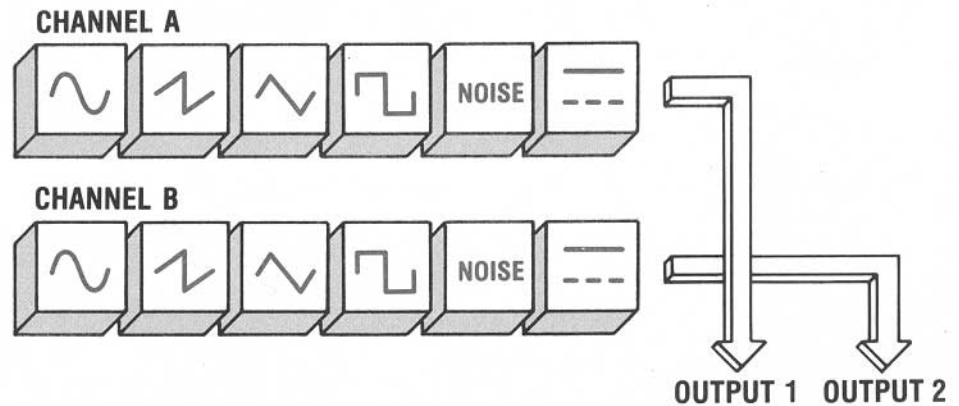 CHANNEL A
NOISE
CHANNEL B
NOISE
OUTPUT 1 OUTPUT 2